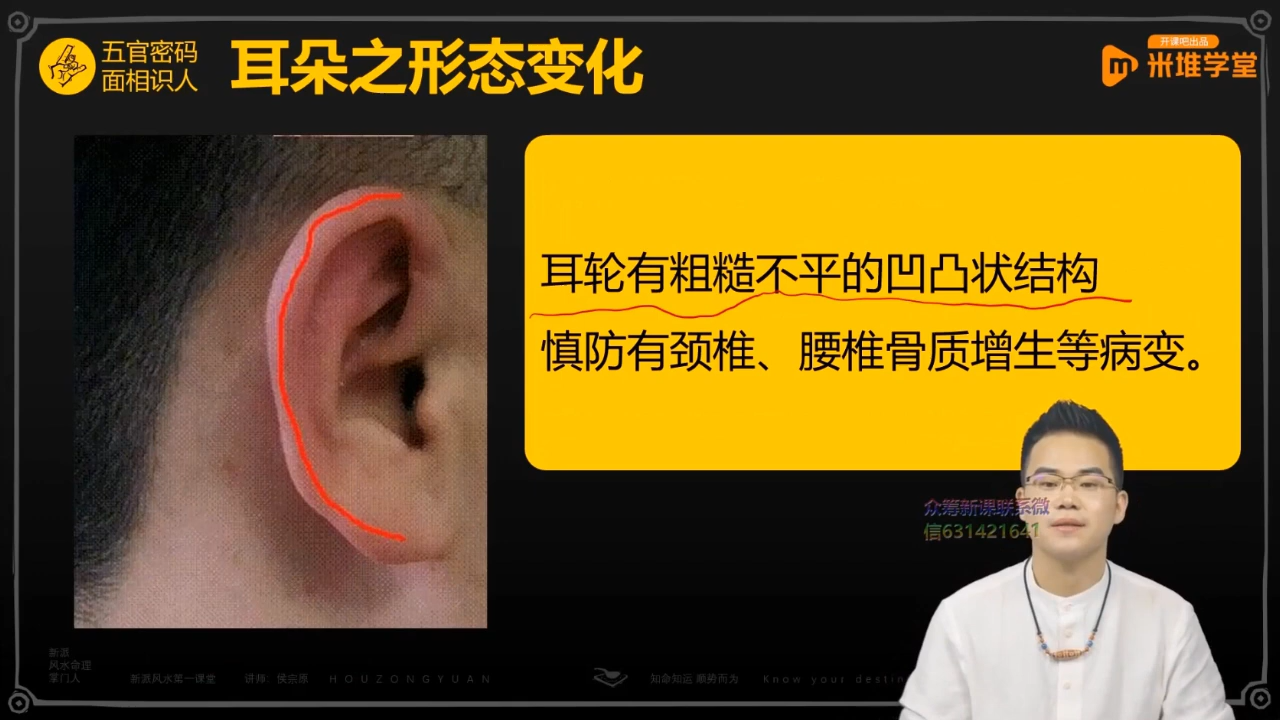 五官密码
面相识人
耳朵之形态变化
开课吧出品
米堆学堂
耳轮有粗糙不平的凹凸状结构
慎防有颈椎、腰椎骨质增生等病变。
众筹新课联系微
信631421641
新派
风水命理
掌门人
新派风水第一课堂
讲师：侯宗原
HOUZONGYUAN
知命知运 顺势而为
Know your destin